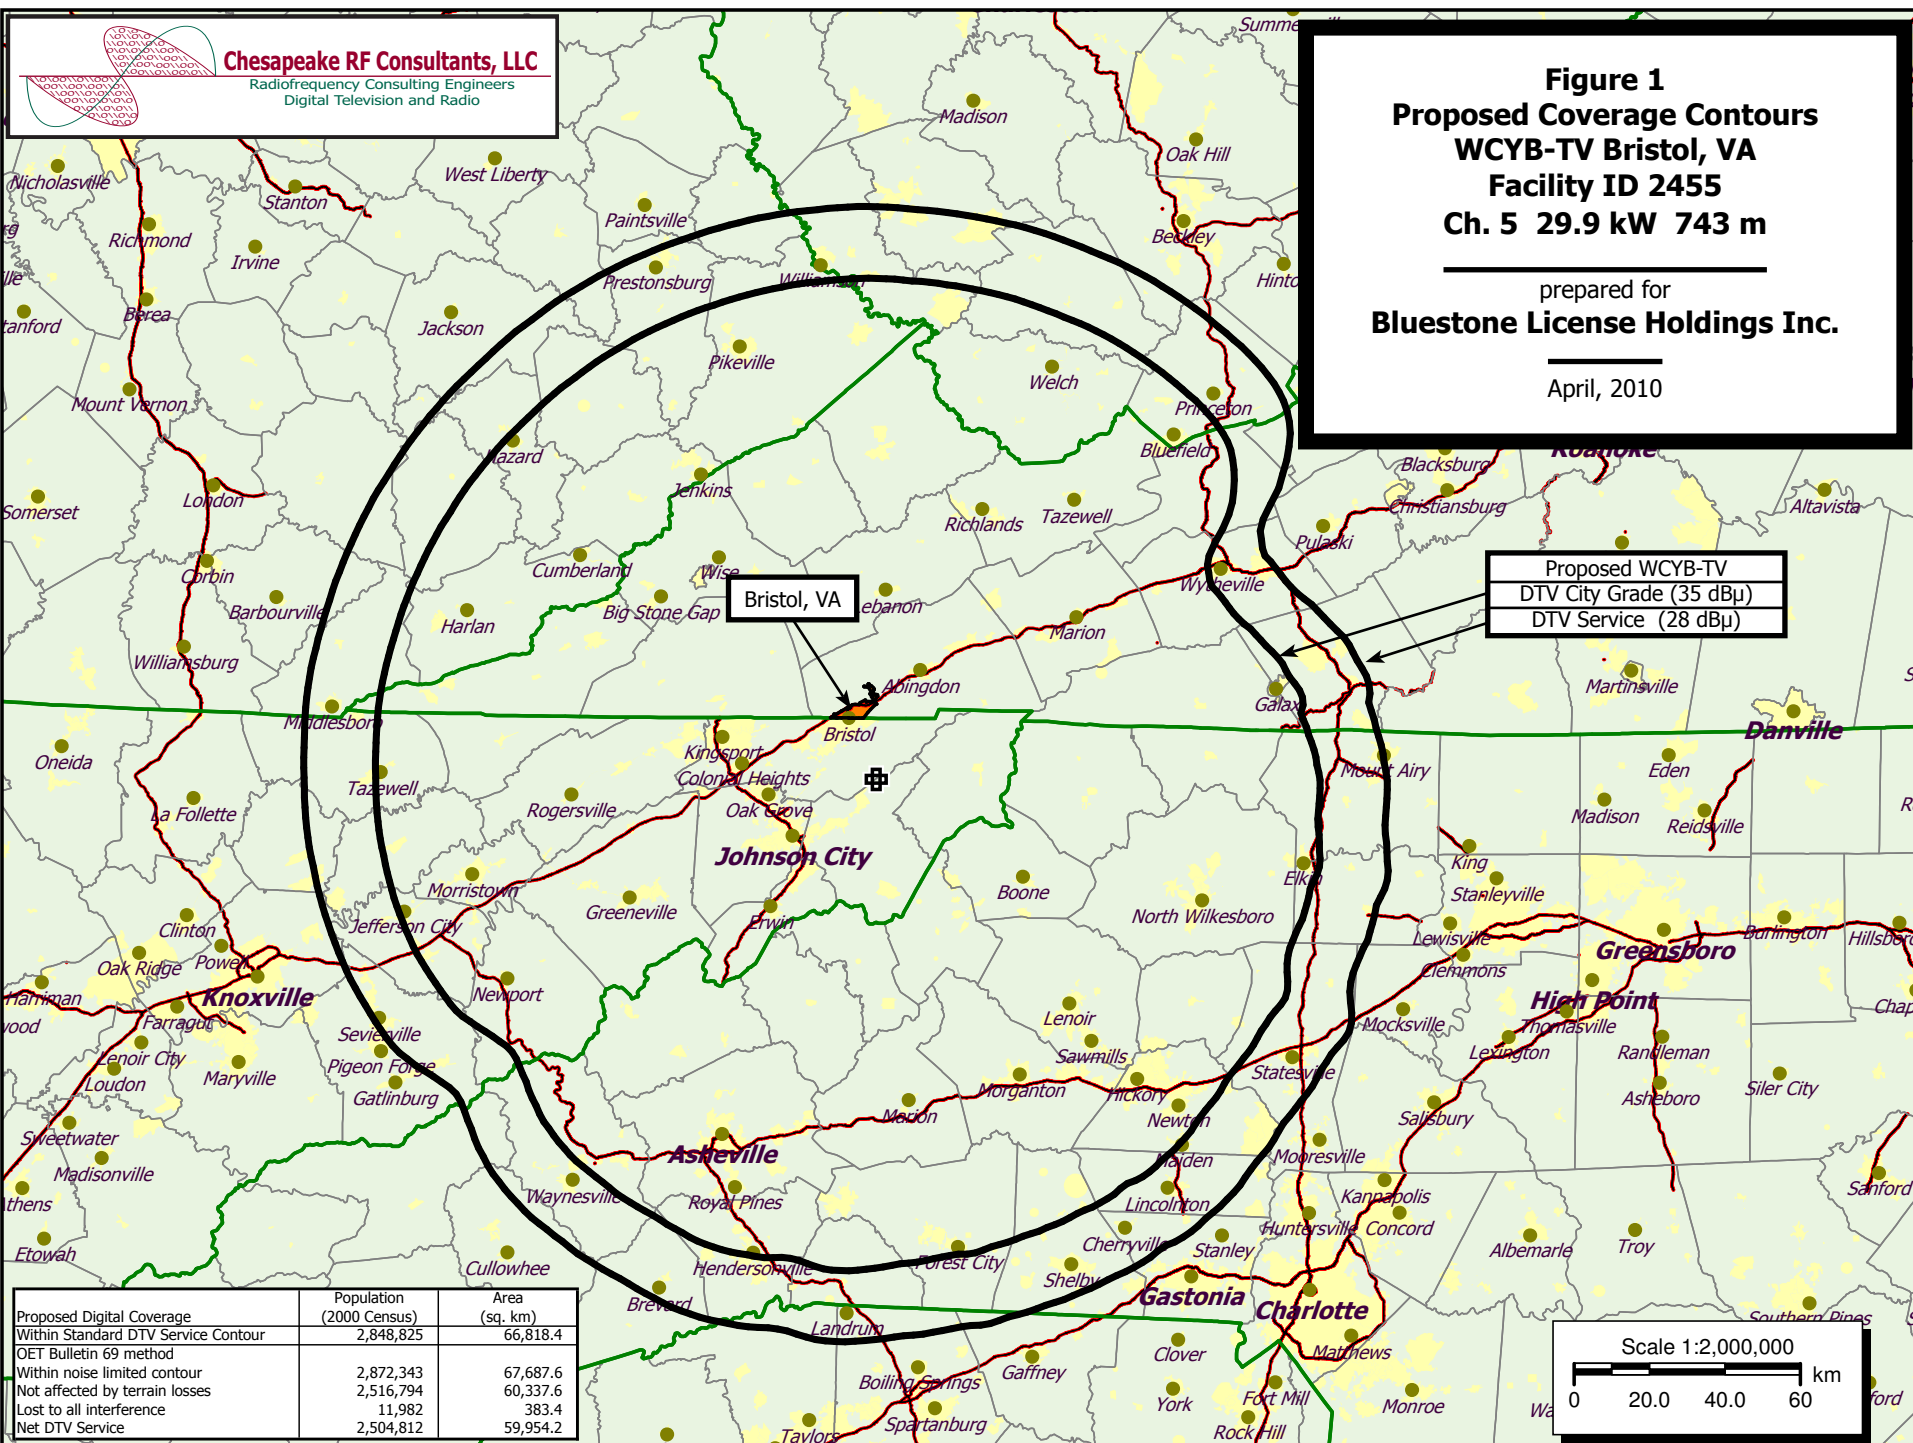 Chesapeake RF Consultants, LLC
Radiofrequency Consulting Engineers
Digital Television and Radio
Figure 1
Proposed Coverage Contours
WCYB-TV Bristol, VA
Facility ID 2455
Ch. 5 29.9 kW 743 m
prepared for
Bluestone License Holdings Inc.
April, 2010
Madison
Oak Hill
Nicholasville
West Liberty
Stanton
Paintsville
Richmond
Beckley
Irvine
Prestonsburg
Williamson
Berea
Jackson
Pikeville
Welch
Mount Vernon
Princeton
Hazard
Bluefield
Roanoke
Blacksburg
Jenkins
London
Christiansburg
Altavista
Somerset
Richlands
Tazewell
Pulaski
Corbin
Cumberland
Wise
Wytheville
Proposed WCYB-TV
DTV City Grade (35 dBµ)
DTV Service (28 dBµ)
Bristol, VA
Barbourville
Harlan
Big Stone Gap
Lebanon
Marion
Williamsburg
Abingdon
Martinsville
Galax
Middlesboro
Bristol
Danville
Oneida
Kingsport
Colonial Heights
Mount Airy
Eden
Tazewell
Rogersville
Oak Grove
La Follette
Madison
Reidsville
Johnson City
King
Elkin
Morristown
Boone
Stanleyville
Greeneville
North Wilkesboro
Clinton
Jefferson City
Erwin
Lewisville
Burlington
Greensboro
Oak Ridge
Powell
Clemmons
Harriman
Knoxville
Newport
High Point
Farragut
Lenoir
Mocksville
Thomasville
Sevierville
Lenoir City
Pigeon Forge
Sawmills
Lexington
Randleman
Loudon
Maryville
Statesville
Gatlinburg
Morganton
Hickory
Siler City
Asheboro
Marion
Newton
Salisbury
Sweetwater
Asheville
Maiden
Mooresville
Madisonville
Waynesville
Royal Pines
Lincolnton
Kannapolis
Sanford
Athens
Huntersville
Concord
Etowah
Cullowhee
Hendersonville
Forest City
Cherryville
Stanley
Albemarle
Troy
Shelby
Brevard
Gastonia
Charlotte
Landrum
Southern Pines
Matthews
Clover
Gaffney
Boiling Springs
York
Fort Mill
Monroe
Spartanburg
Rock Hill
Taylors
Proposed Digital Coverage Population (2000 Census) Area (sq. km)
Within Standard DTV Service Contour 2,848,825 66,818.4
OET Bulletin 69 method
Within noise limited contour 2,872,343 67,687.6
Not affected by terrain losses 2,516,794 60,337.6
Lost to all interference 11,982 383.4
Net DTV Service 2,504,812 59,954.2
Scale 1:2,000,000
km
0 20.0 40.0 60